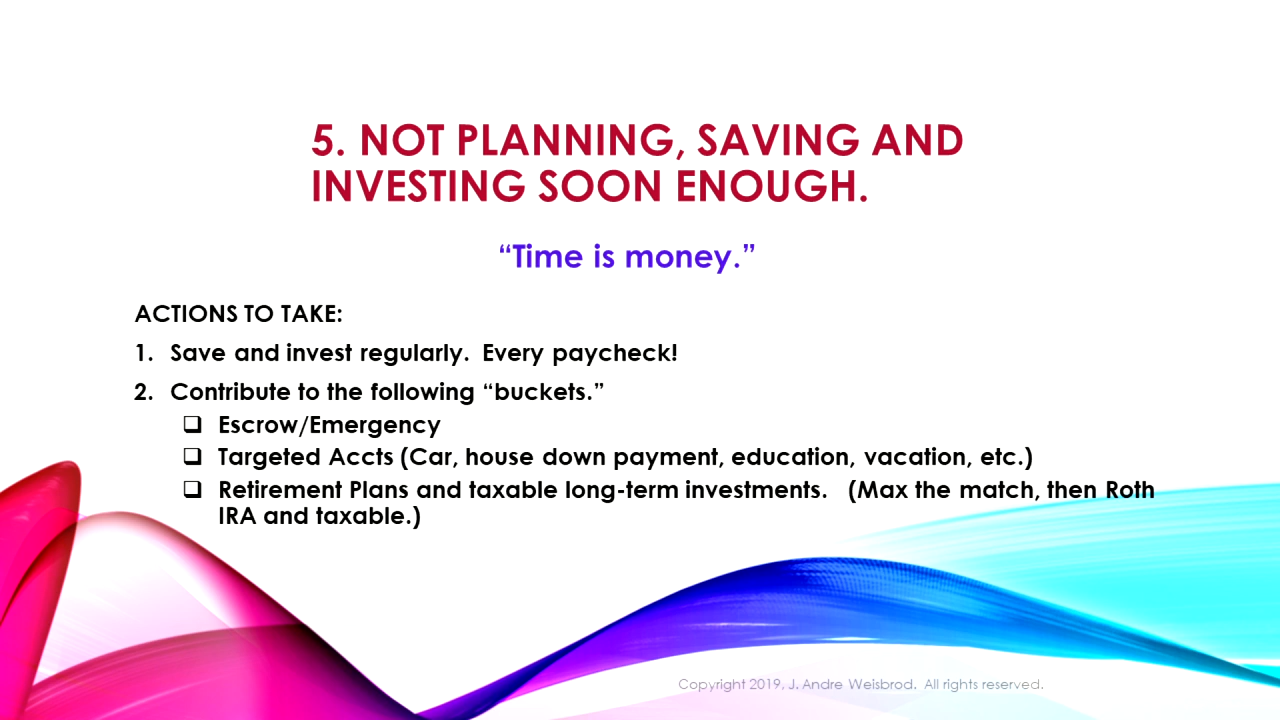 5. NOT PLANNING, SAVING AND
INVESTING SOON ENOUGH.
“Time is money.”
ACTIONS TO TAKE:
1. Save and invest regularly.  Every paycheck!
2. Contribute to the following “buckets.”
❑ Escrow/Emergency
❑ Targeted Accts (Car, house down payment, education, vacation, etc.)
❑ Retirement Plans and taxable long-term investments.   (Max the match, then Roth
IRA and taxable.)
Copyright 2019, J. Andre Weisbrod.  All rights reserved.